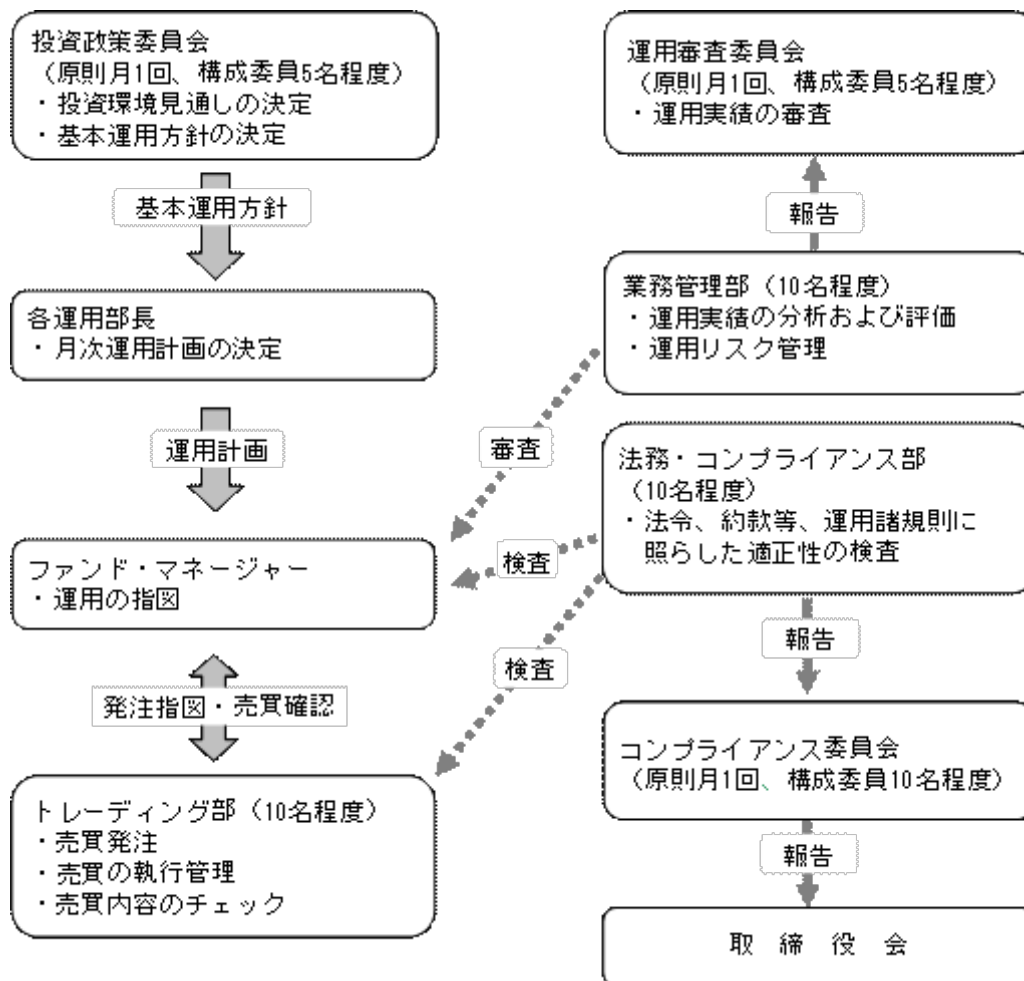 投資政策委員会
（原則月1回、構成委員5名程度）
・投資環境見通しの決定
・基本運用方針の決定
基本運用方針
各運用部長
・月次運用計画の決定
運用計画
ファンド・マネージャー
・運用の指図
発注指図・売買確認
トレーディング部（10名程度）
・売買発注
・売買の執行管理
・売買内容のチェック
運用審査委員会
（原則月1回、構成委員5名程度）
・運用実績の審査
報告
業務管理部（10名程度）
・運用実績の分析および評価
・運用リスク管理
審査
法務・コンプライアンス部
（10名程度）
・法令、約款等、運用諸規則に
照らした適正性の検査
検査
検査
報告
コンプライアンス委員会
（原則月1回、構成委員10名程度）
報告
取締役会